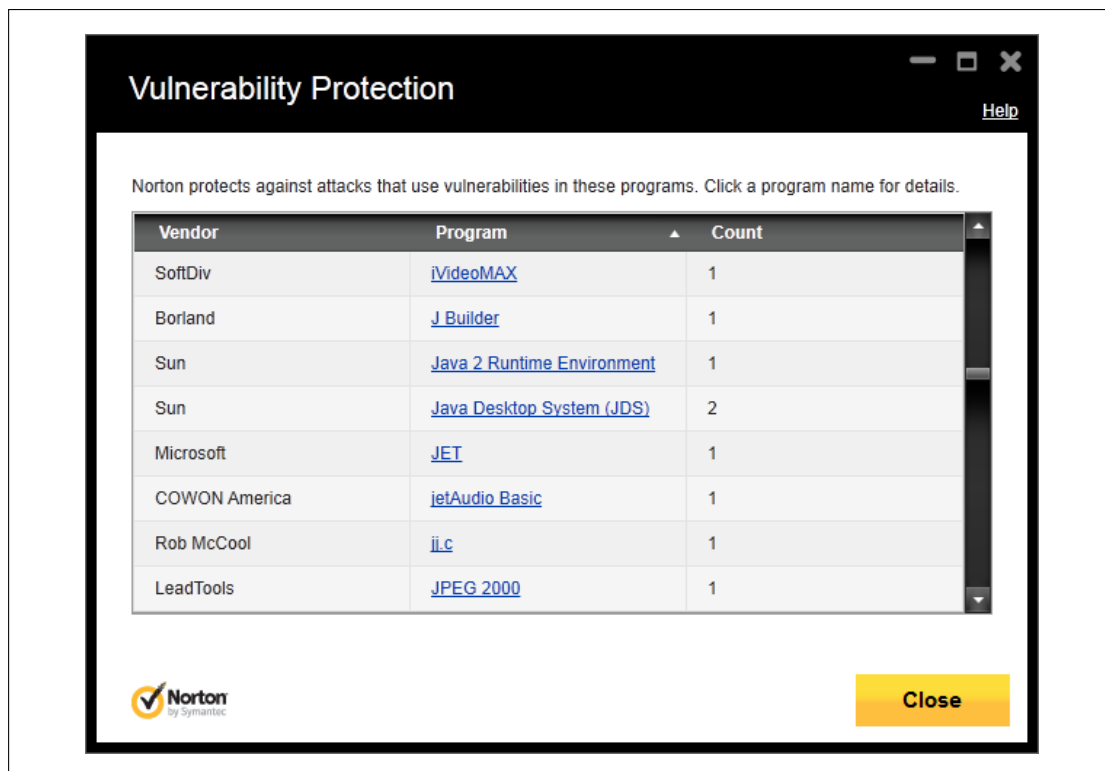 Vulnerability Protection
Help
Norton protects against attacks that use vulnerabilities in these programs. Click a program name for details.
Vendor Program Count
SoftDiv iVideoMAX 1
Borland J Builder 1
Sun Java 2 Runtime Environment 1
Sun Java Desktop System (JDS) 2
Microsoft JET 1
COWON America jetAudio Basic 1
Rob McCool jj.c 1
LeadTools JPEG 2000 1
Norton
by Symantec
Close